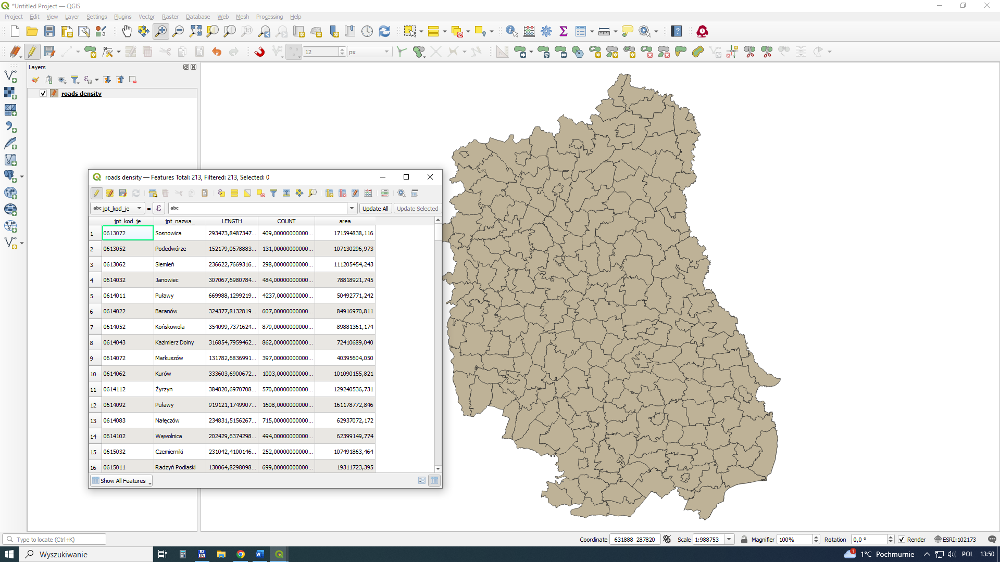 *Untitled Project — QGIS
Project Edit View Layer Settings Plugins Vector Raster Database Web Mesh Processing Help
12 px
Layers
roads density
roads density — Features Total: 213, Filtered: 213, Selected: 0
abc jpt_kod_je = ε abc Update All Update Selected
jpt_kod_je jpt_nazwa_ LENGTH COUNT area
1 0613072 Sosnowica 293473,8487347... 409,00000000000... 171594838,116
2 0613052 Podedwórze 152179,0578883... 131,00000000000... 107130296,973
3 0613062 Siemień 236622,7669316... 298,00000000000... 111205454,243
4 0614032 Janowiec 307067,6980784... 484,00000000000... 78818921,745
5 0614011 Puławy 669988,1299219... 4237,0000000000... 50492771,242
6 0614022 Baranów 324377,8132819... 607,00000000000... 84916970,811
7 0614052 Końskowola 354099,7371624... 879,00000000000... 89881361,174
8 0614043 Kazimierz Dolny 316854,7959462... 862,00000000000... 72410689,040
9 0614072 Markuszów 131782,6836991... 397,00000000000... 40395604,050
10 0614062 Kurów 333603,6900672... 1003,0000000000... 101090155,821
11 0614112 Żyrzyn 384820,6970708... 570,00000000000... 129240536,731
12 0614092 Puławy 919121,1749907... 1608,0000000000... 161178772,846
13 0614083 Nałęczów 234831,5156267... 715,00000000000... 62937072,172
14 0614102 Wąwolnica 202429,6374298... 494,00000000000... 62399149,774
15 0615032 Czemierniki 231042,4100146... 252,00000000000... 107491863,464
16 0615011 Radzyń Podlaski 130064,8298098... 699,00000000000... 19311723,395
Show All Features
Type to locate (Ctrl+K) Coordinate 631888 287820 Scale 1:988753 Magnifier 100% Rotation 0,0 ° Render ESRI:102173
Wyszukiwanie 1 1°C Pochmurnie POL 13:50